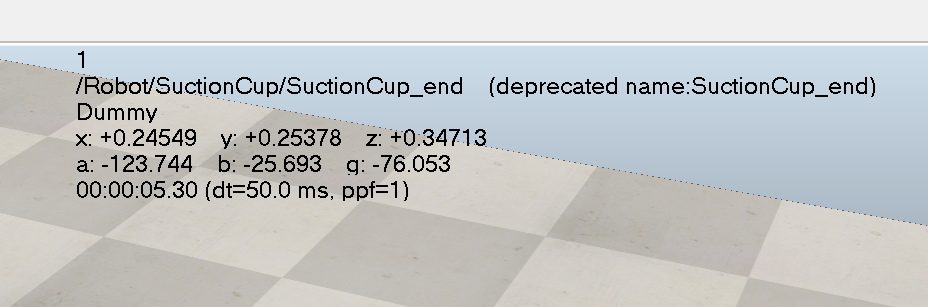 1
/Robot/SuctionCup/SuctionCup_end (deprecated name:SuctionCup_end)
Dummy
x: +0.24549 y: +0.25378 z: +0.34713
a: -123.744 b: -25.693 g: -76.053
00:00:05.30 (dt=50.0 ms, ppf=1)